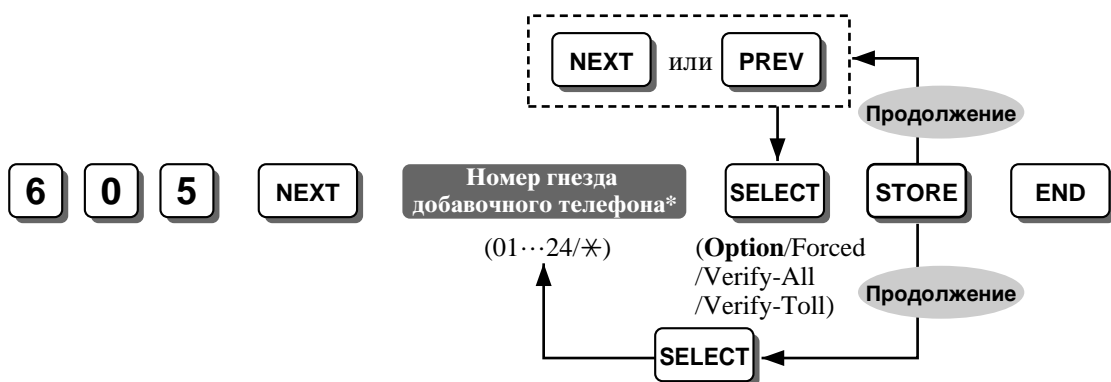 NEXT или PREV
Продолжение
6 0 5 NEXT Номер гнезда добавочного телефона* SELECT STORE END
(01···24/✳)
(Option/Forced
/Verify-All
/Verify-Toll)
Продолжение
SELECT